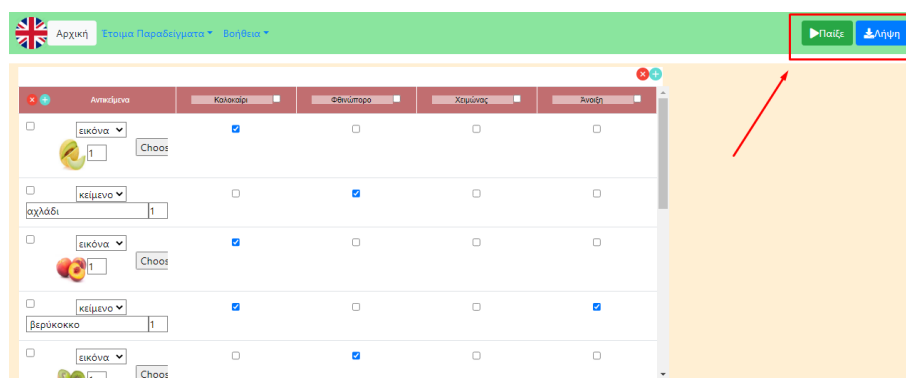 Αρχική Έτοιμα Παραδείγματα Βοήθεια Παίξε Λήψη
Αντικείμενα Καλοκαίρι Φθινόπωρο Χειμώνας Άνοιξη
εικόνα
1 Choos
κείμενο
αχλάδι 1
εικόνα
1 Choos
κείμενο
βερύκοκκο 1
εικόνα
1 Choos